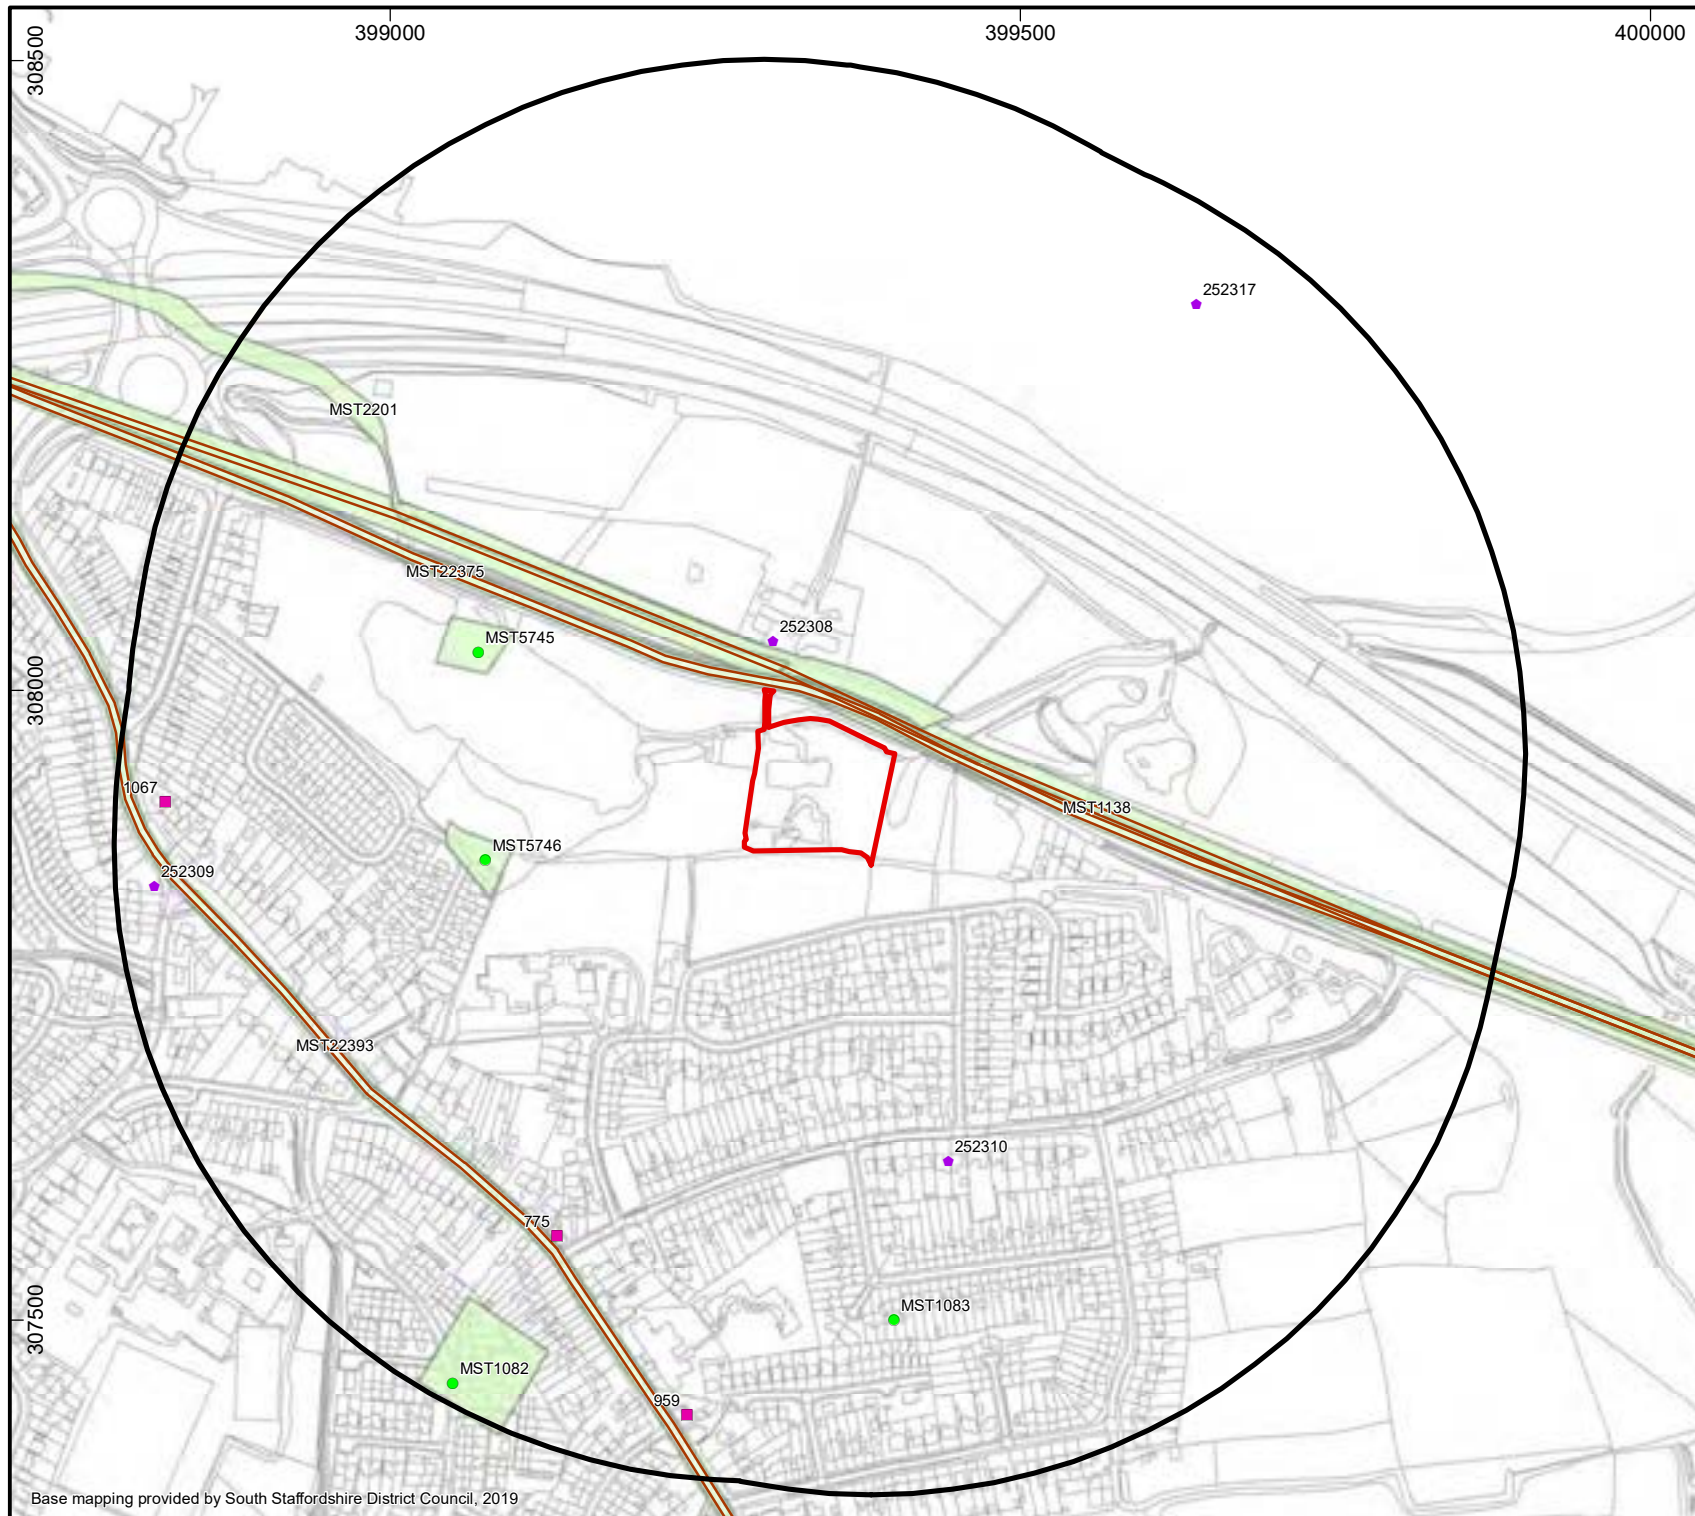 399000
399500
400000
308500
252317
MST2201
MST22375
252308
MST5745
308000
1067
MST1138
MST5746
252309
MST22393
252310
775
MST1083
307500
MST1082
959
Base mapping provided by South Staffordshire District Council, 2019